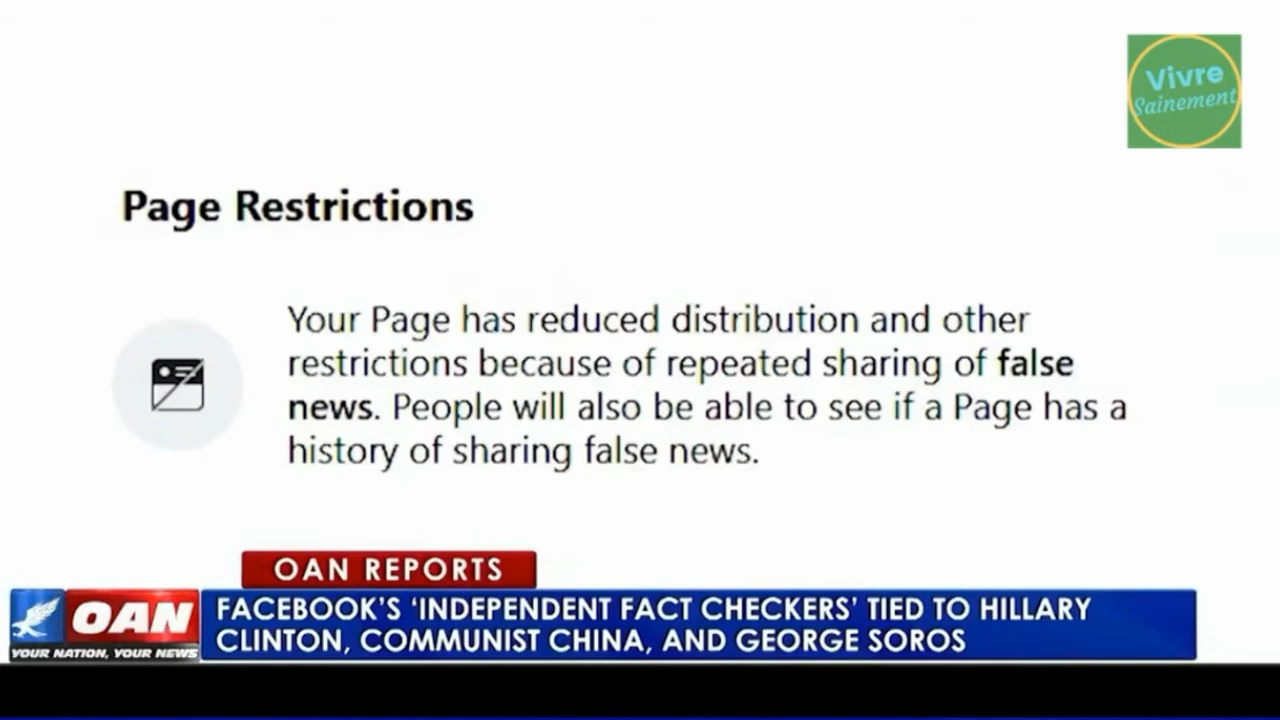 Vivre
Sainement
Page Restrictions
Your Page has reduced distribution and other
restrictions because of repeated sharing of false
news. People will also be able to see if a Page has a
history of sharing false news.
OAN REPORTS
OAN
YOUR NATION, YOUR NEWS
FACEBOOK'S ‘INDEPENDENT FACT CHECKERS’ TIED TO HILLARY
CLINTON, COMMUNIST CHINA, AND GEORGE SOROS